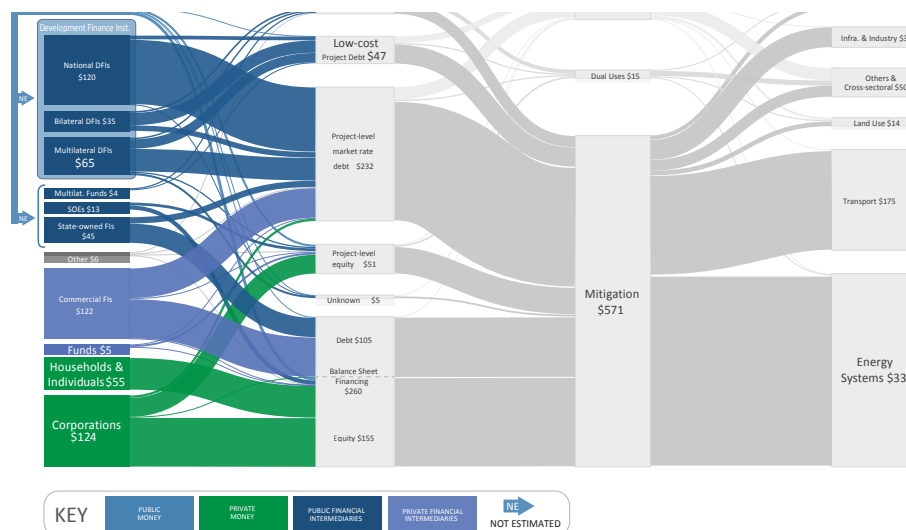 Development Finance Inst.
National DFIs
$120
Bilateral DFIs $35
Multilateral DFIs
$65
NE
Multilat. Funds $4
SOEs $13
State-owned FIs
$45
NE
Other $6
Commercial FIs
$122
Funds $5
Households &
Individuals $55
Corporations
$124
Low-cost
Project Debt $47
Project-level
market rate
debt $232
Project-level
equity $51
Unknown $5
Debt $105
Balance Sheet
Financing
$260
Equity $155
Dual Uses $15
Mitigation
$571
Infra. & Industry $3
Others &
Cross-sectoral $50
Land Use $14
Transport $175
Energy
Systems $33
KEY
PUBLIC
MONEY
PRIVATE
MONEY
PUBLIC FINANCIAL
INTERMEDIARIES
PRIVATE FINANCIAL
INTERMEDIARIES
NE
NOT ESTIMATED